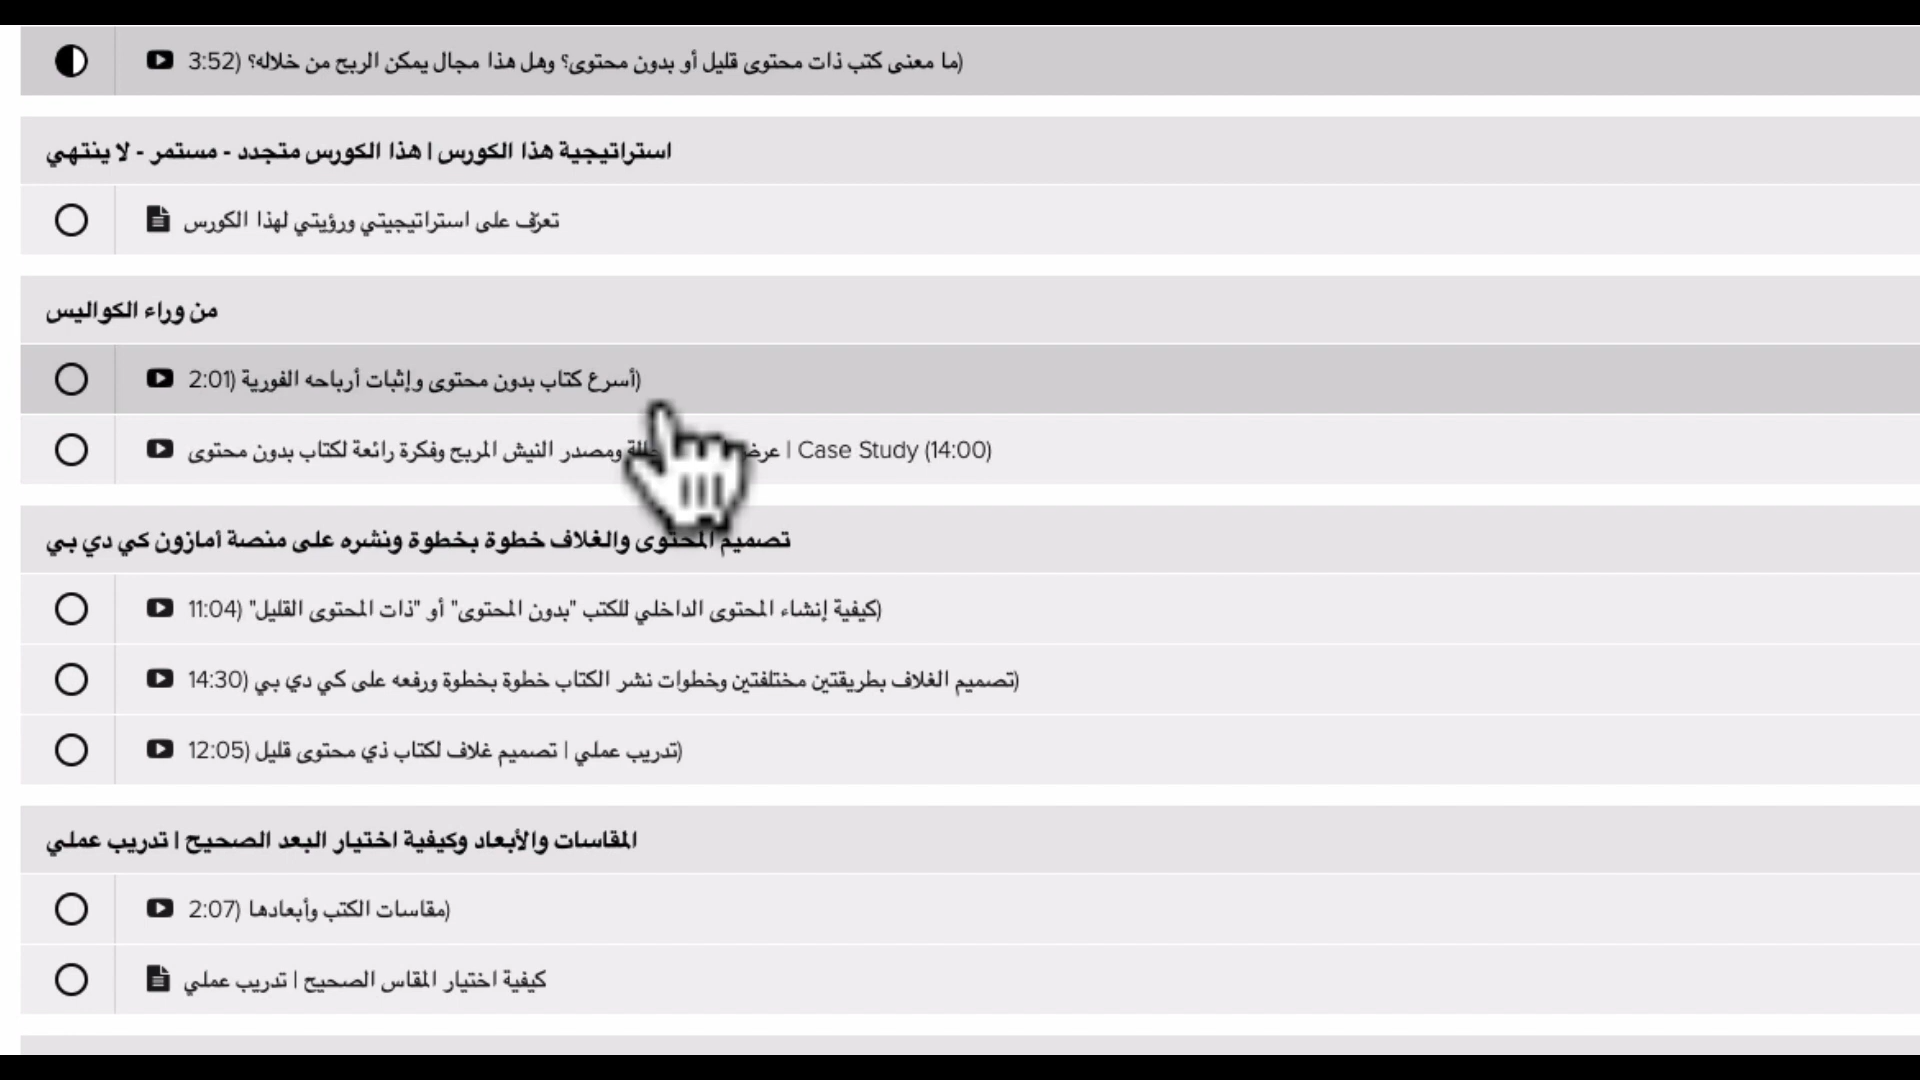 ما معنى كتب ذات محتوى قليل أو بدون محتوى؟ وهل هذا مجال يمكن الربح من خلاله؟ (3:52)
استراتيجية هذا الكورس | هذا الكورس متجدد - مستمر - لا ينتهي
تعرّف على استراتيجيتي ورؤيتي لهذا الكورس
من وراء الكواليس
أسرع كتاب بدون محتوى وإثبات أرباحه الفورية (2:01)
Case Study (14:00) | ومصدر النيش المربح وفكرة رائعة لكتاب بدون محتوى
تصميم المحتوى والغلاف خطوة بخطوة ونشره على منصة أمازون كي دي بي
كيفية إنشاء المحتوى الداخلي للكتب "بدون المحتوى" أو "ذات المحتوى القليل" (11:04)
تصميم الغلاف بطريقتين مختلفتين وخطوات نشر الكتاب خطوة بخطوة ورفعه على كي دي بي (14:30)
تدريب عملي | تصميم غلاف لكتاب ذي محتوى قليل (12:05)
المقاسات والأبعاد وكيفية اختيار البعد الصحيح | تدريب عملي
مقاسات الكتب وأبعادها (2:07)
كيفية اختيار المقاس الصحيح | تدريب عملي